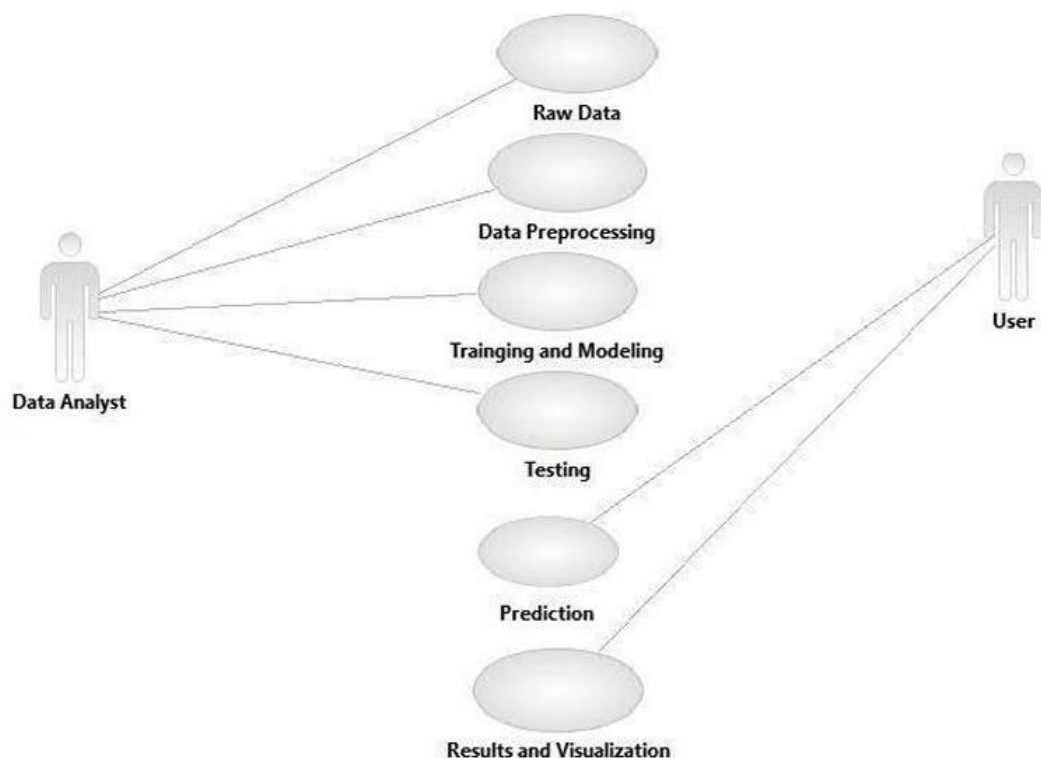 Raw Data
Data Preprocessing
Trainging and Modeling
User
Data Analyst
Testing
Prediction
Results and Visualization